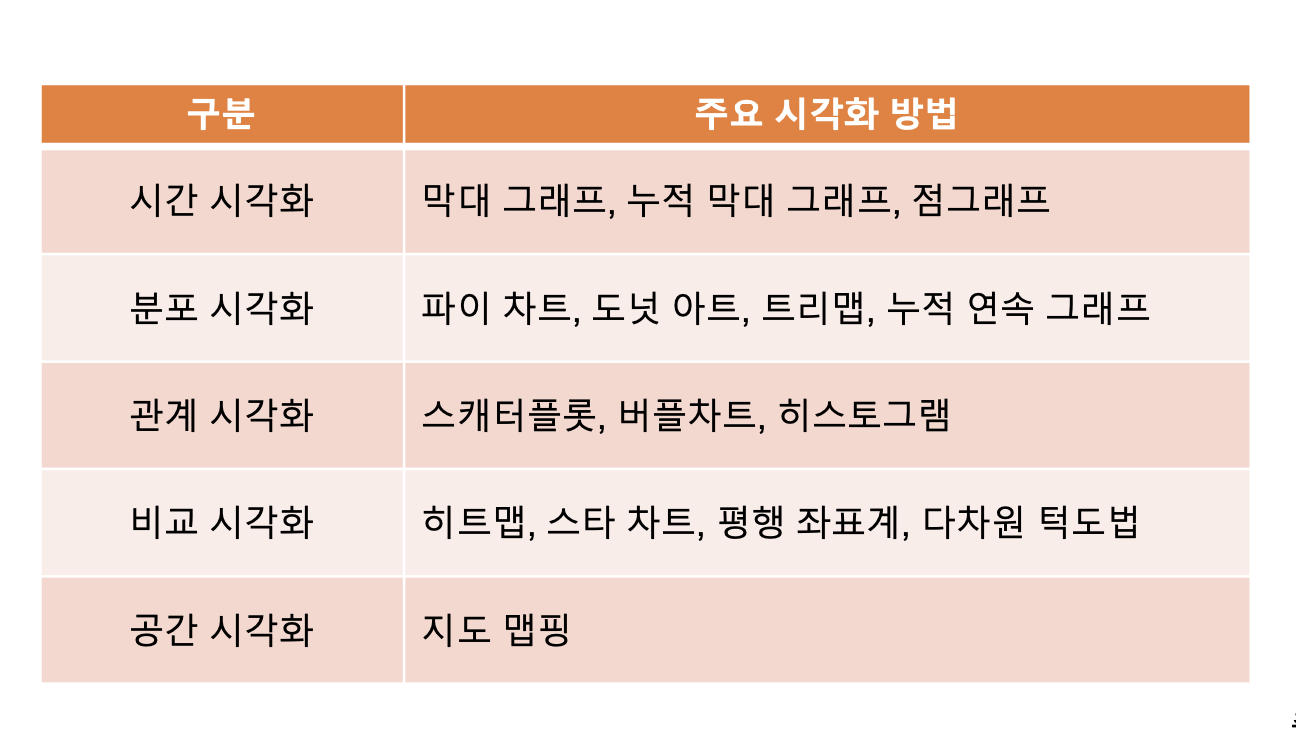 구분 주요 시각화 방법
시간 시각화 막대 그래프, 누적 막대 그래프, 점그래프
분포 시각화 파이 차트, 도넛 아트, 트리맵, 누적 연속 그래프
관계 시각화 스캐터플롯, 버플차트, 히스토그램
비교 시각화 히트맵, 스타 차트, 평행 좌표계, 다차원 턱도법
공간 시각화 지도 맵핑